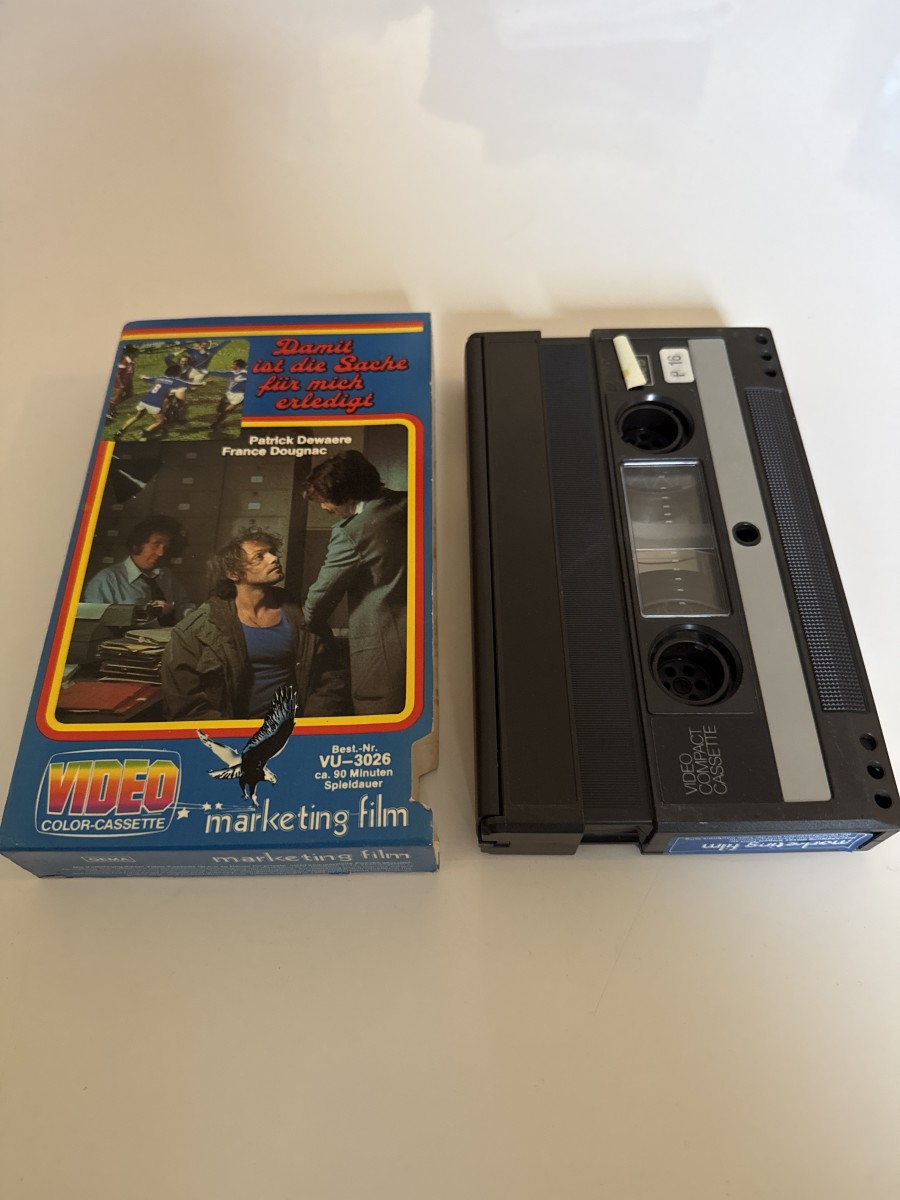 Damit
ist die Sache
für mich
erledigt
Patrick Dewaere
France Dougnac
Best.-Nr.
VU-3026
ca. 90 Minuten
Spieldauer
VIDEO
COLOR-CASSETTE
marketing film
GEMA
marketing film
P 16
VIDEO
COMPACT
CASSETTE
marketing film